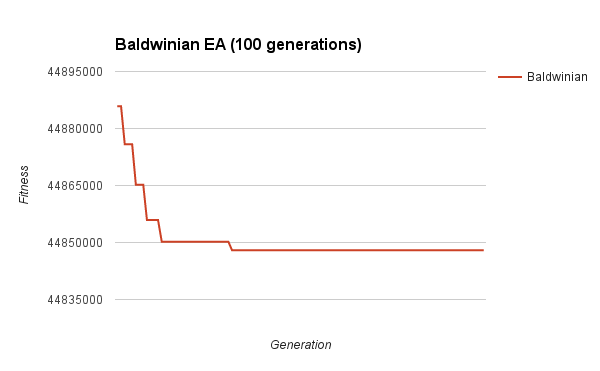 Baldwinian EA (100 generations)
44895000
Baldwinian
44880000
44865000
Fitness
44850000
44835000
Generation